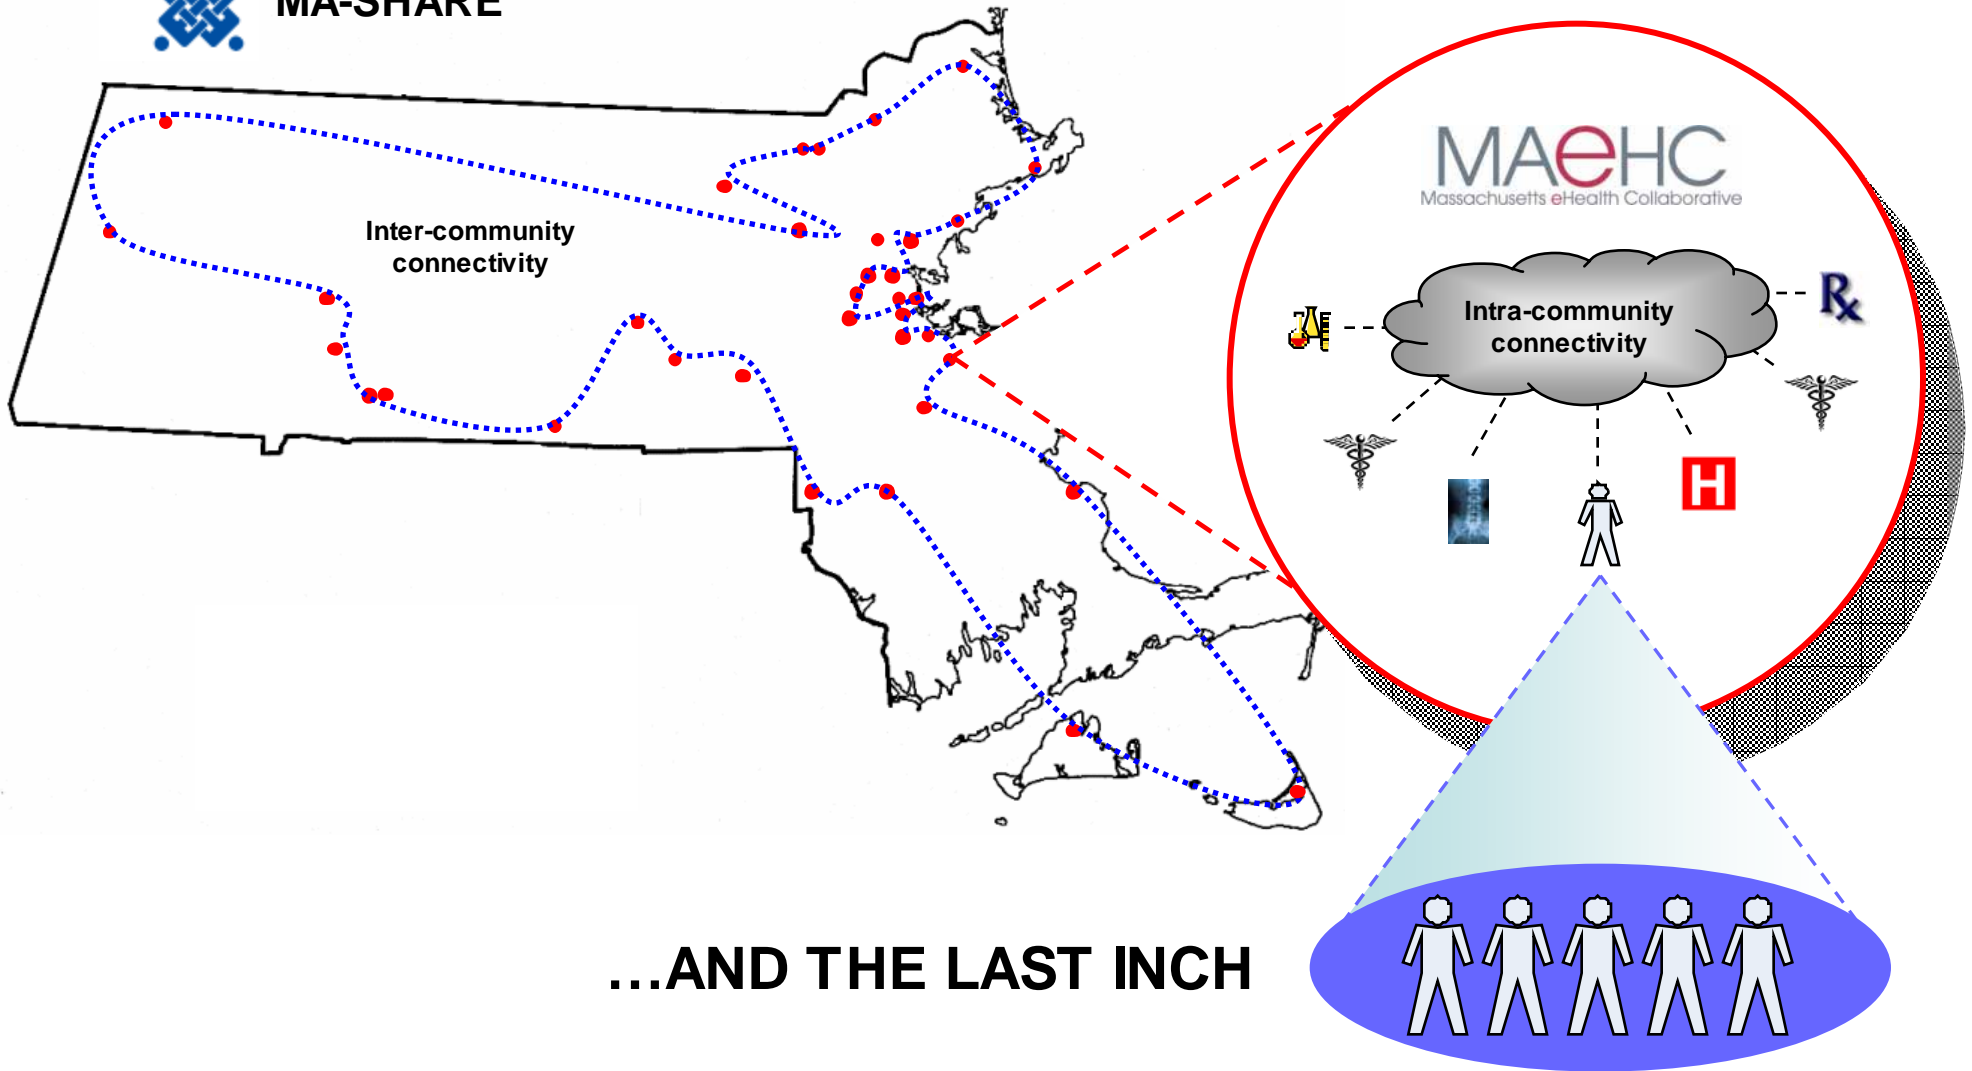 MA-SHARE
Inter-community
connectivity
MAeHC
Massachusetts eHealth Collaborative
Intra-community
connectivity
Rx
H
...AND THE LAST INCH